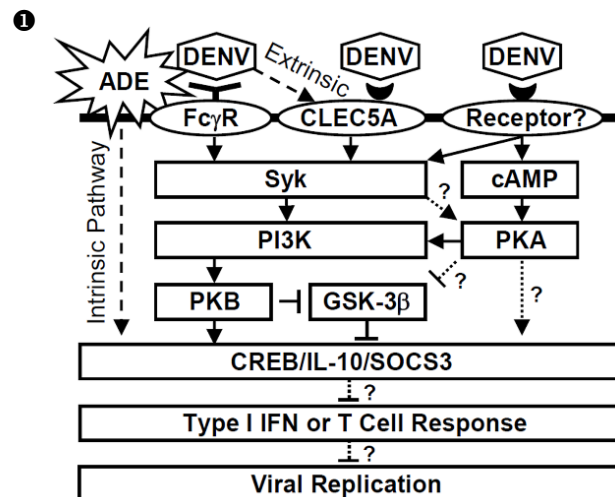 ❶
DENV DENV DENV
ADE
Extrinsic
FcγR CLEC5A Receptor?
Syk cAMP
?
PI3K PKA
?
?
PKB GSK-3β
Intrinsic Pathway
CREB/IL-10/SOCS3
?
Type I IFN or T Cell Response
?
Viral Replication